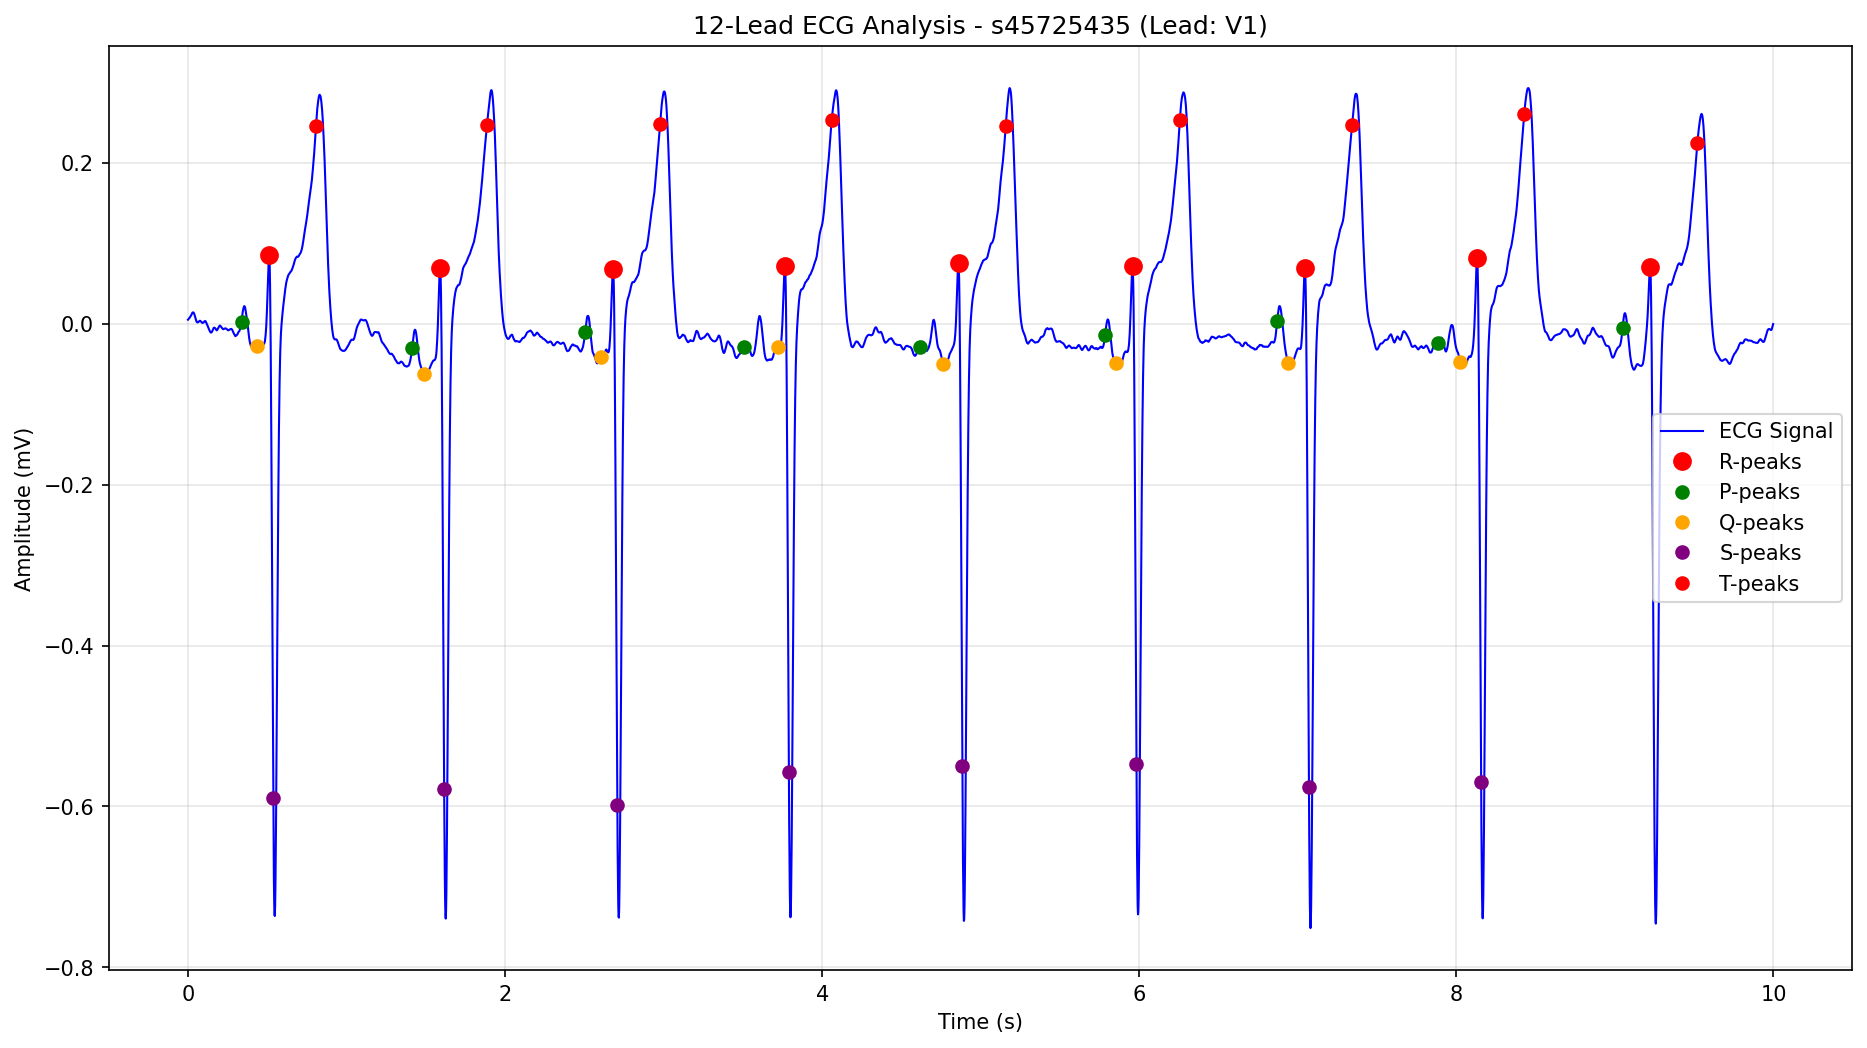 12-Lead ECG Analysis - s45725435 (Lead: V1)
Amplitude (mV)
0.2
0.0
−0.2
−0.4
−0.6
−0.8
ECG Signal
R-peaks
P-peaks
Q-peaks
S-peaks
T-peaks
0 2 4 6 8 10
Time (s)